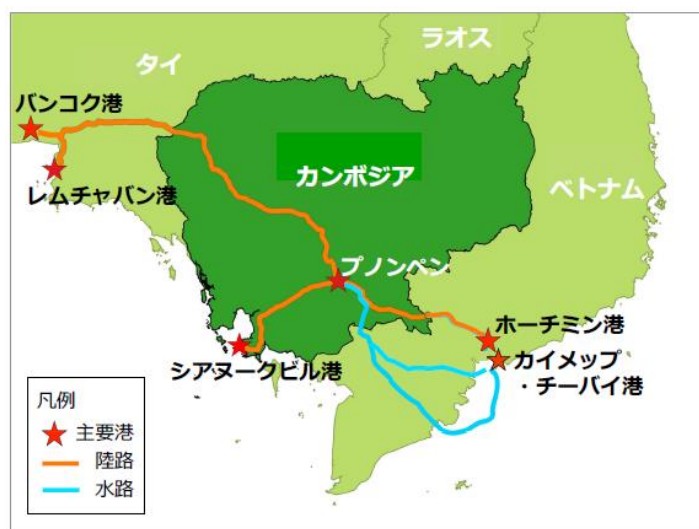 ラオス
タイ
バンコク港
レムチャバン港
カンボジア
ベトナム
プノンペン
シアヌークビル港
ホーチミン港
カイメップ
・チーバイ港
凡例
主要港
陸路
水路